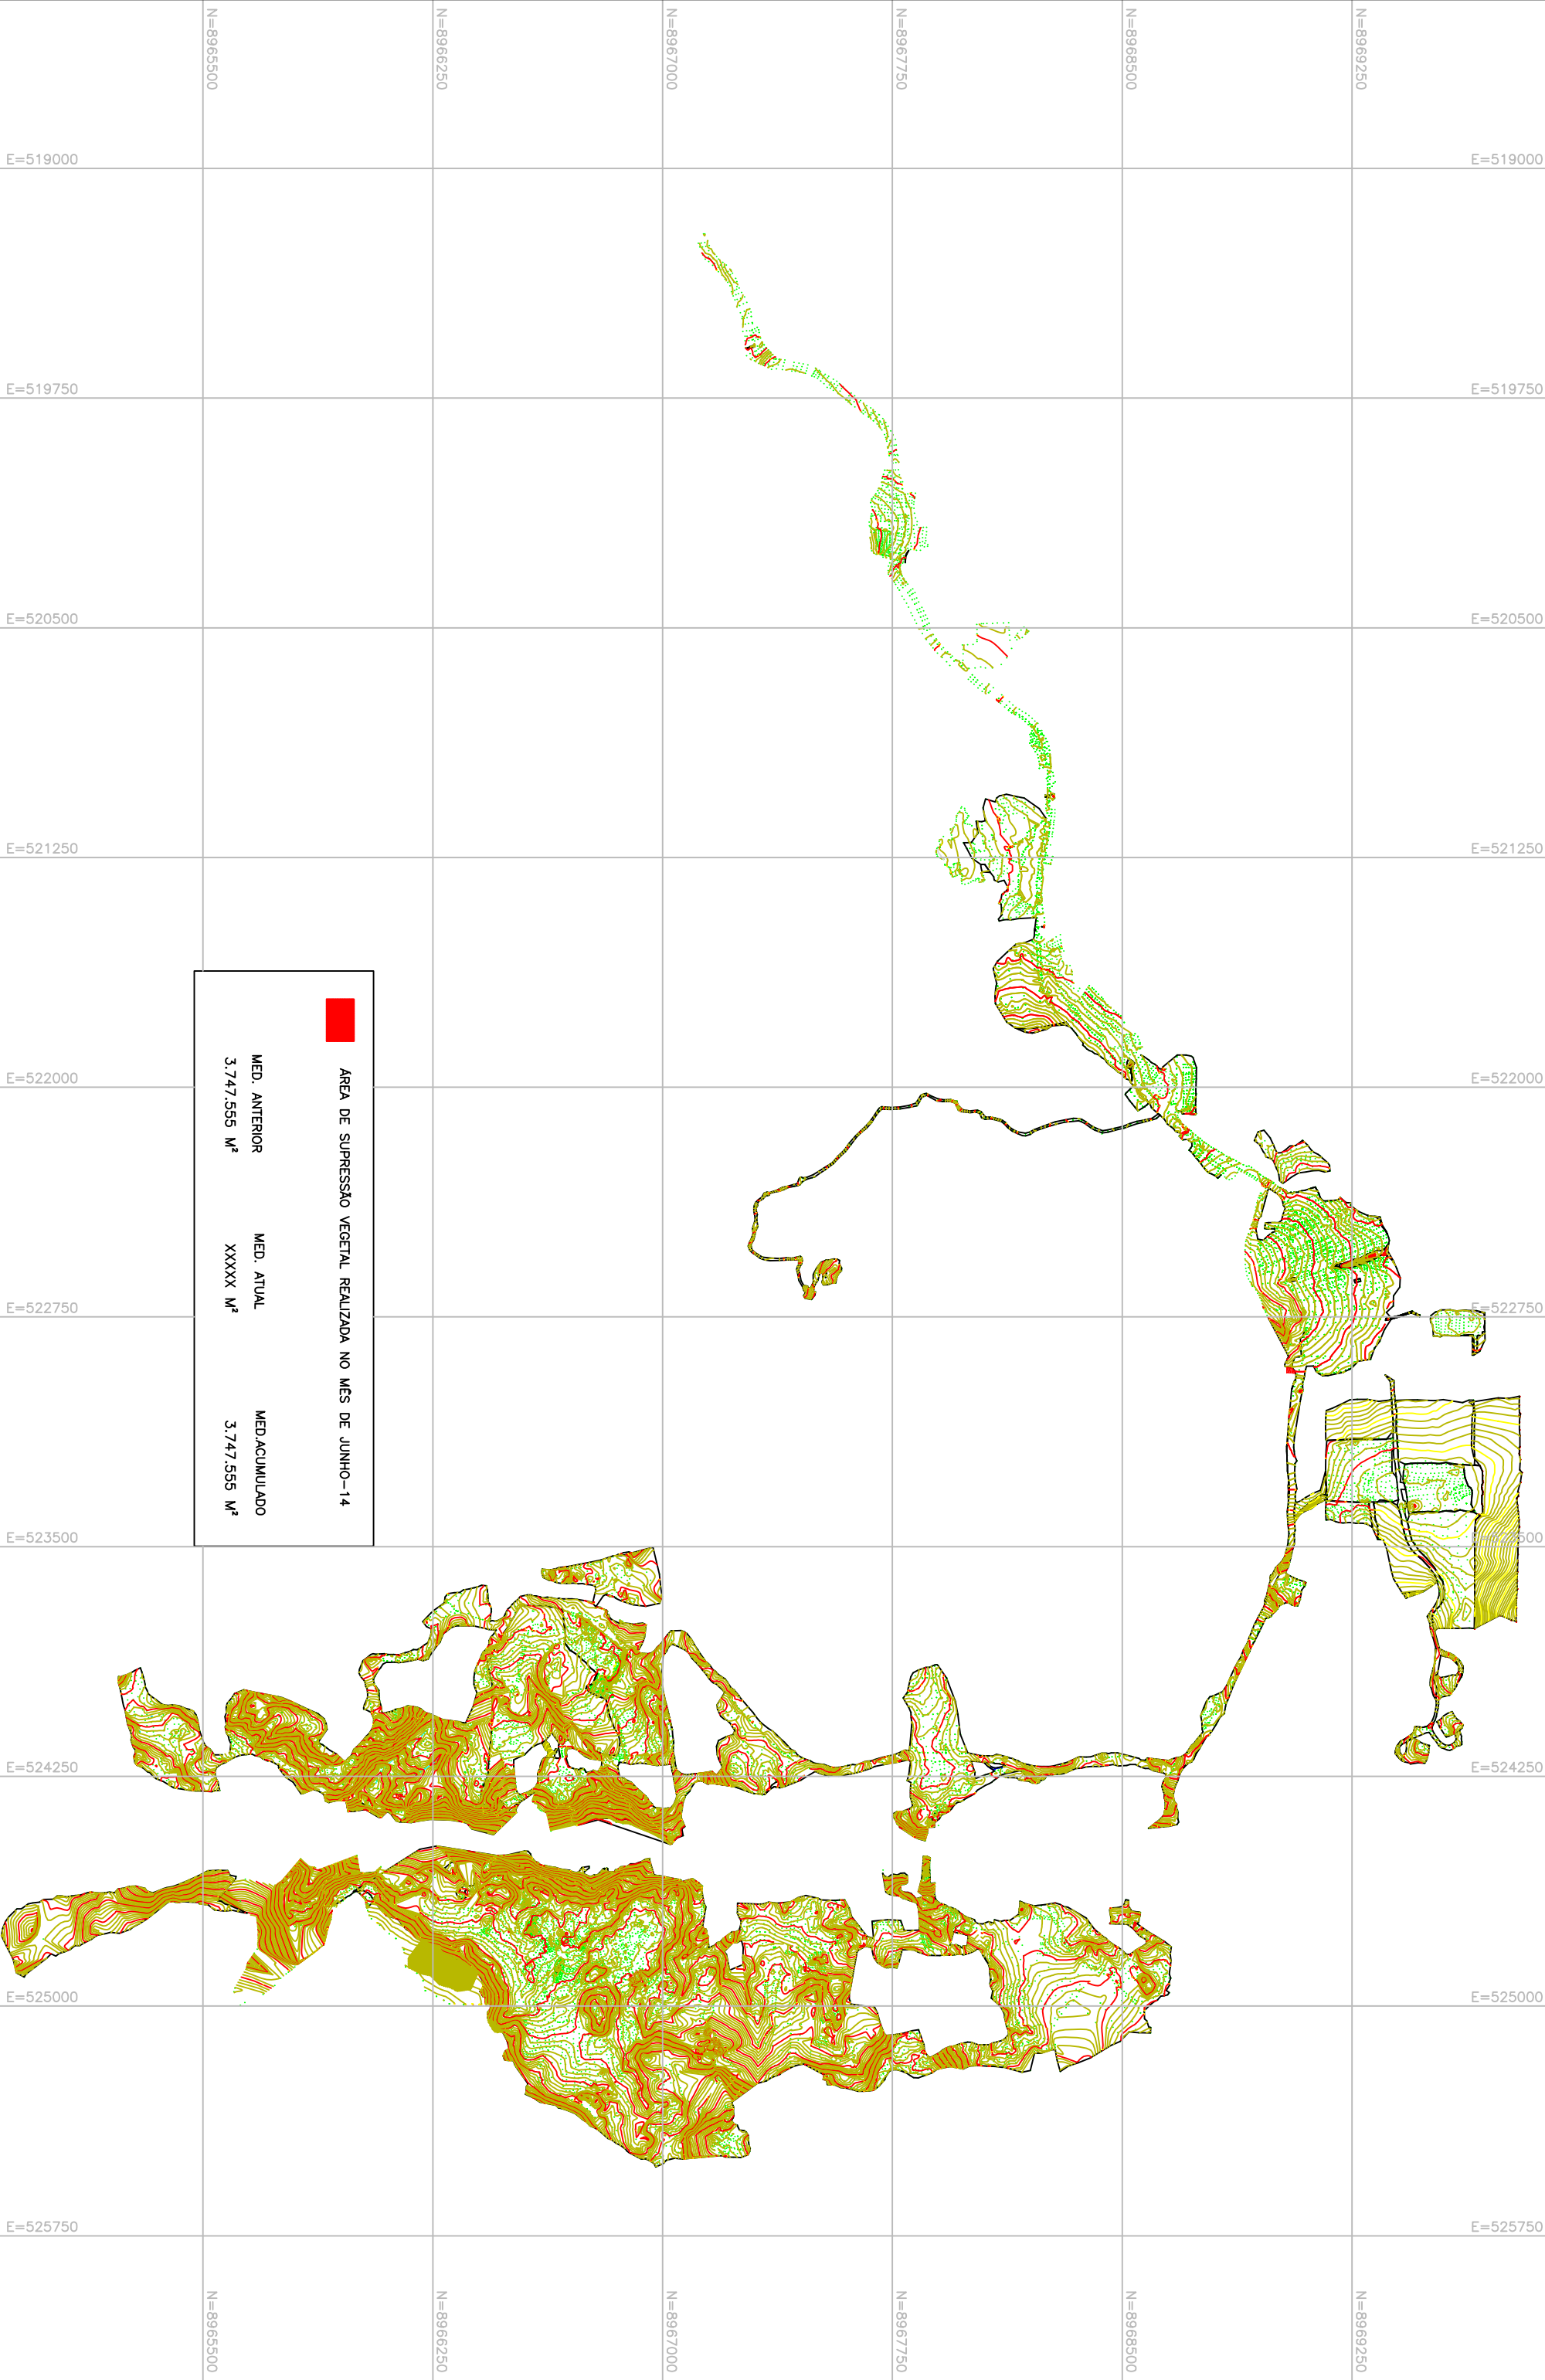 N=8965500
N=8966250
N=8967000
N=8967750
N=8968500
N=8969250
E=519000
E=519000
E=519750
E=519750
E=520500
E=520500
E=521250
E=521250
E=522000
E=522000
E=522750
E=522750
E=523500
E=523500
E=524250
E=524250
E=525000
E=525000
E=525750
E=525750
ÁREA DE SUPRESSÃO VEGETAL REALIZADA NO MÊS DE JUNHO-14
MED. ANTERIOR MED. ATUAL MED.ACUMULADO
3.747.555 M² XXXXX M² 3.747.555 M²
N=8965500
N=8966250
N=8967000
N=8967750
N=8968500
N=8969250